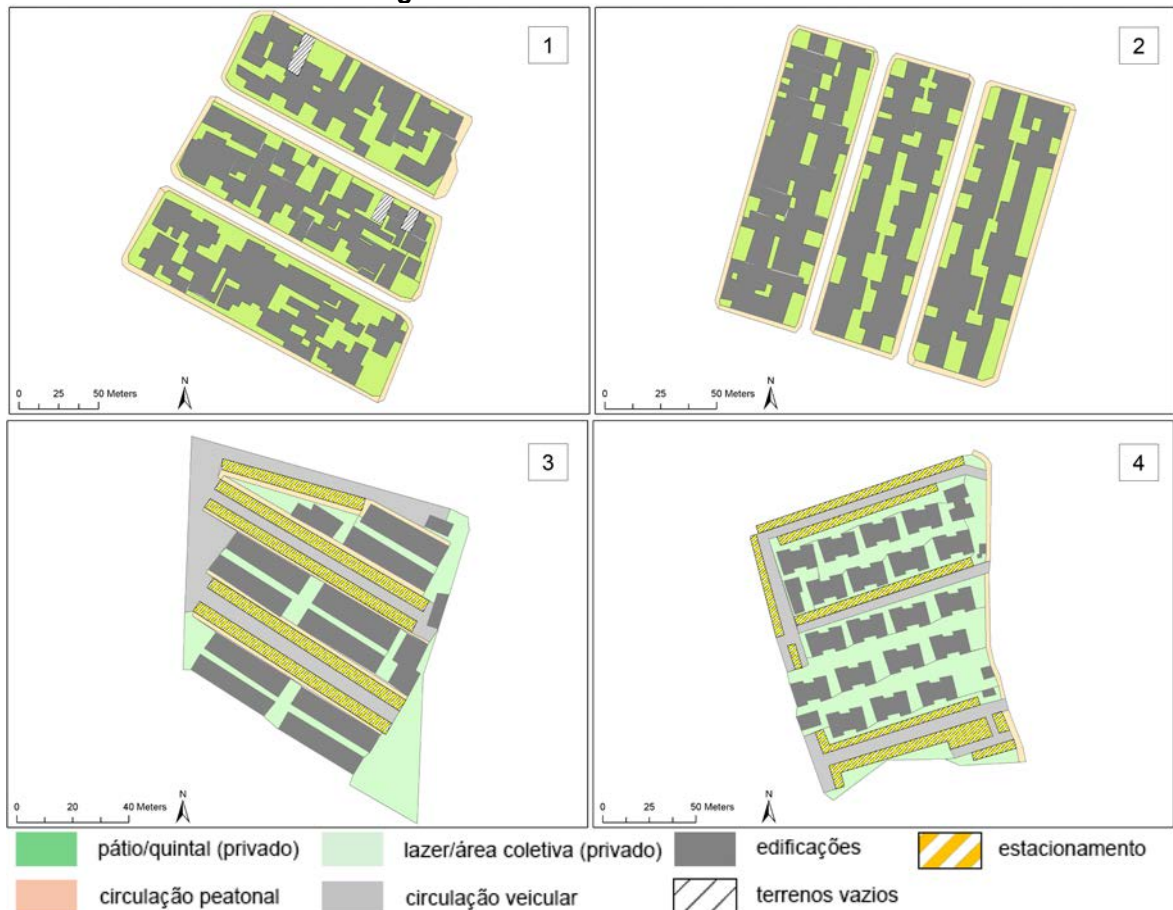 1
2
N
0 25 50 Meters
N
0 25 50 Meters
3
4
N
0 20 40 Meters
N
0 25 50 Meters
pátio/quintal (privado) lazer/área coletiva (privado) edificações estacionamento
circulação peatonal circulação veicular terrenos vazios